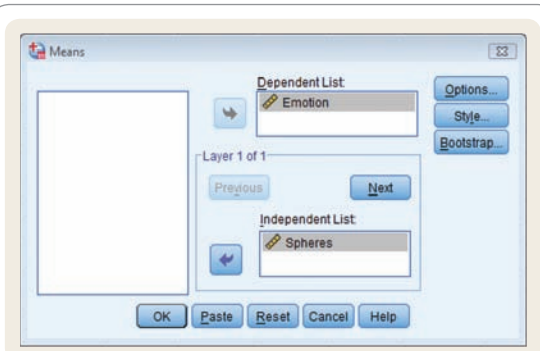 Means
Dependent List:
Emotion
Options...
Style...
Bootstrap...
Layer 1 of 1
Previous
Next
Independent List:
Spheres
OK
Paste
Reset
Cancel
Help